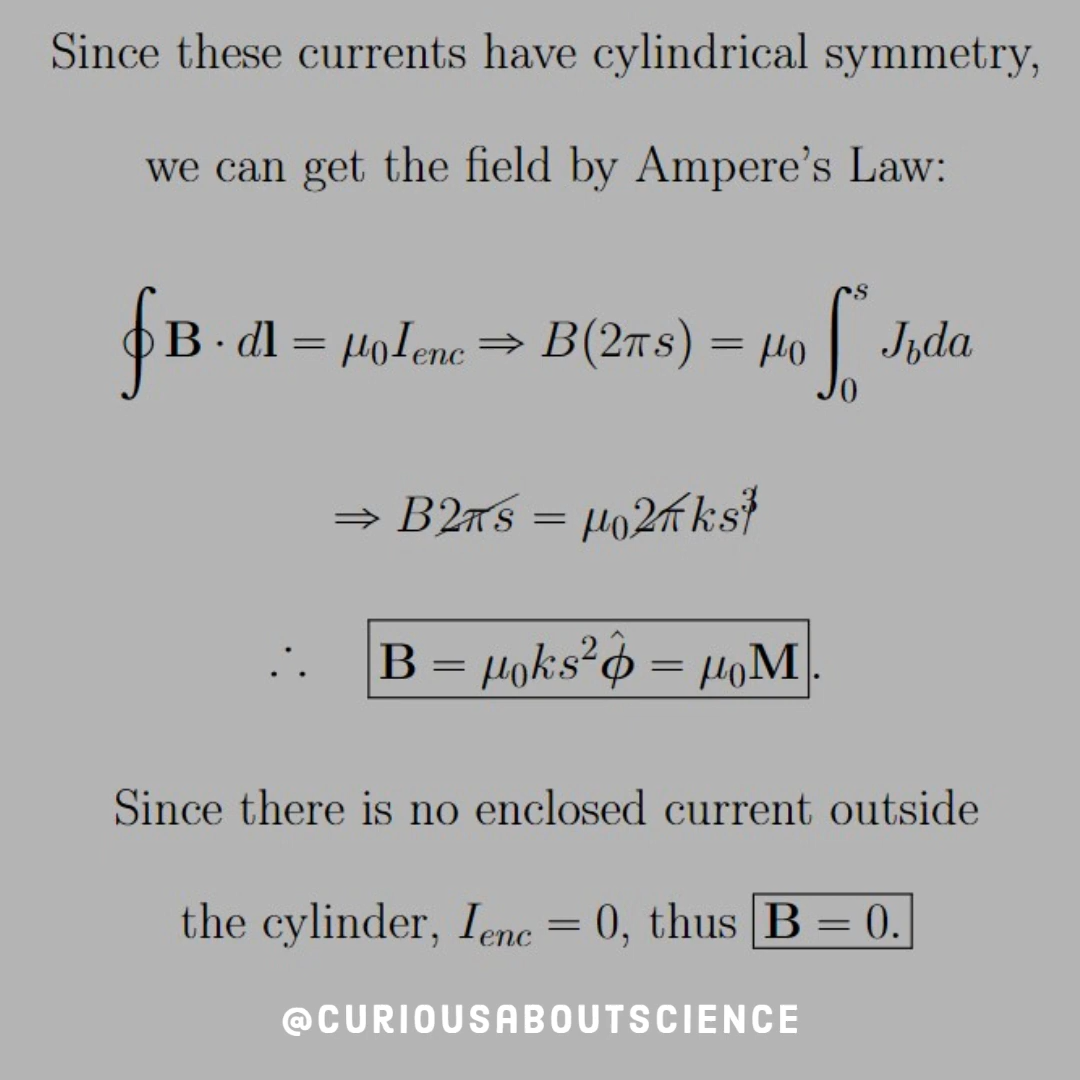 Since these currents have cylindrical symmetry,
we can get the field by Ampere's Law:
∮ B · dl = μ₀I_enc ⇒ B(2πs) = μ₀ ∫₀ˢ J_b da
⇒ B2πs = μ₀2πks³
∴ B = μ₀ks²φ̂ = μ₀M.
Since there is no enclosed current outside
the cylinder, I_enc = 0, thus B = 0.
@CURIOUSABOUTSCIENCE